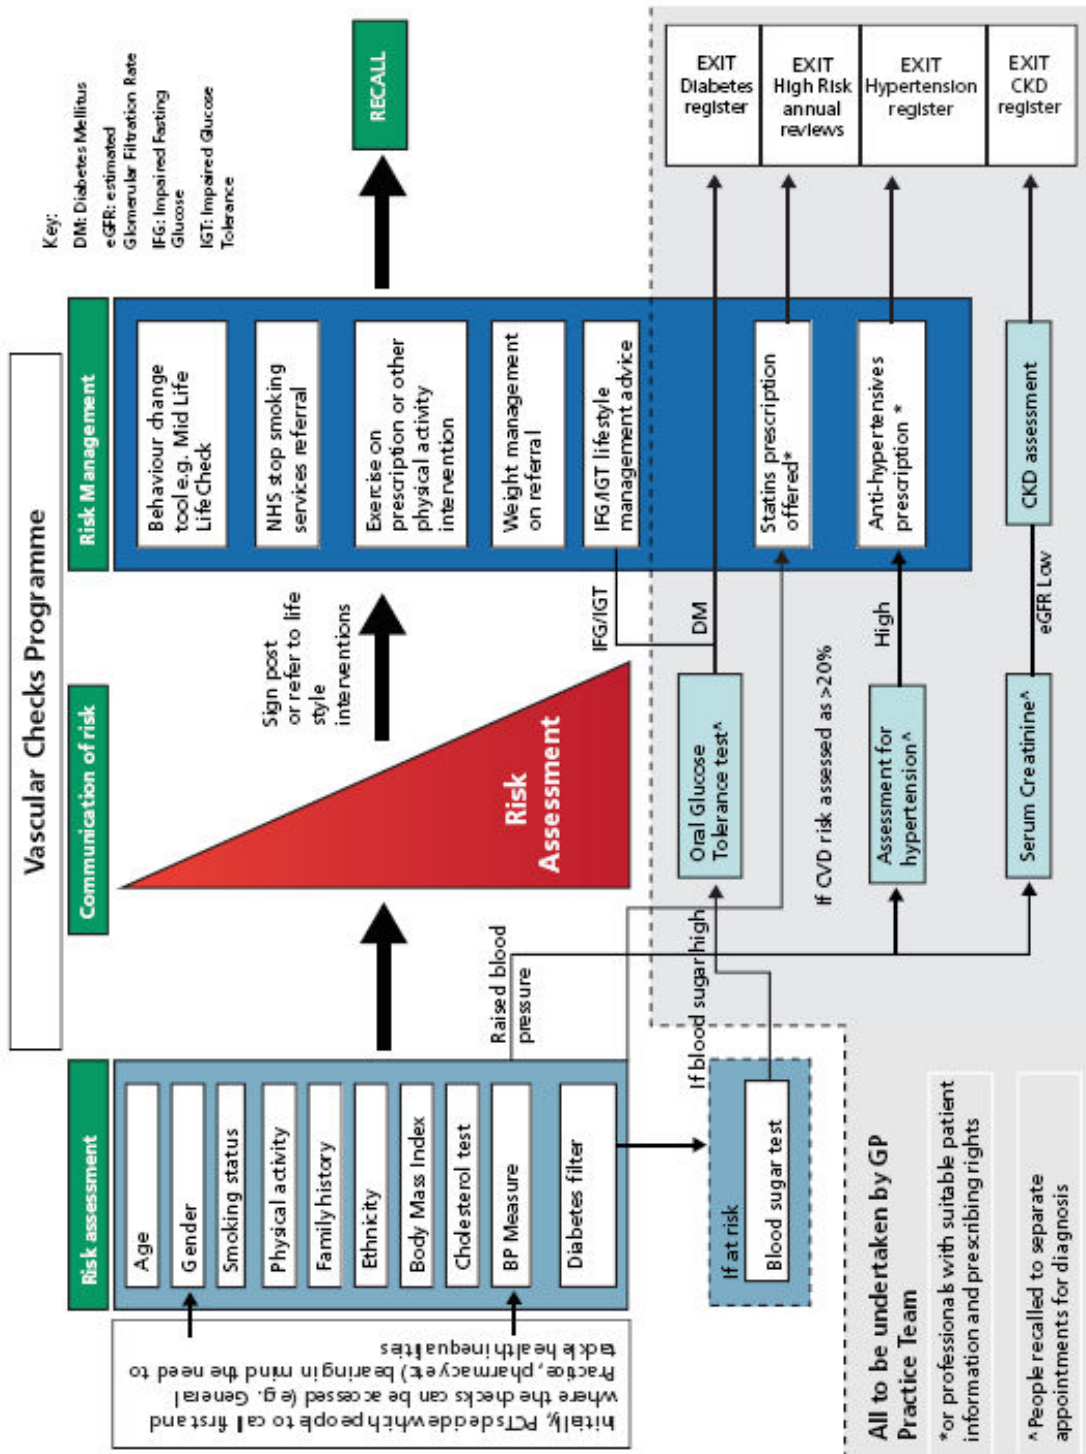 Vascular Checks Programme
Risk assessment
Communication of risk
Risk Management
Key:
DM: Diabetes Mellitus
eGFR: estimated
Glomerular Filtration Rate
IFG: Impaired Fasting
Glucose
IGT: Impaired Glucose
Tolerance
Initially, PCTs decide which people to call first and
where the checks can be accessed (e.g. General
Practice, pharmacy etc) bearing in mind the need to
tackle health inequalities
Age
Gender
Smoking status
Physical activity
Family history
Ethnicity
Body Mass Index
Cholesterol test
BP Measure
Diabetes filter
If at risk
Blood sugar test
Raised blood
pressure
If blood sugar high
Risk
Assessment
Sign post
or refer to life
style
interventions
Behaviour change
tool e.g. Mid Life
LifeCheck
NHS stop smoking
services referral
Exercise on
prescription or other
physical activity
intervention
Weight management
on referral
IFG/IGT lifestyle
management advice
Statins prescription
offered*
Anti-hypertensives
prescription *
RECALL
Oral Glucose
Tolerance test^
IFG/IGT
DM
If CVD risk assessed as >20%
Assessment for
hypertension^
High
Serum Creatinine^
eGFR Low
CKD assessment
EXIT
Diabetes
register
EXIT
High Risk
annual
reviews
EXIT
Hypertension
register
EXIT
CKD
register
All to be undertaken by GP
Practice Team
*or professionals with suitable patient
information and prescribing rights
^People recalled to separate
appointments for diagnosis